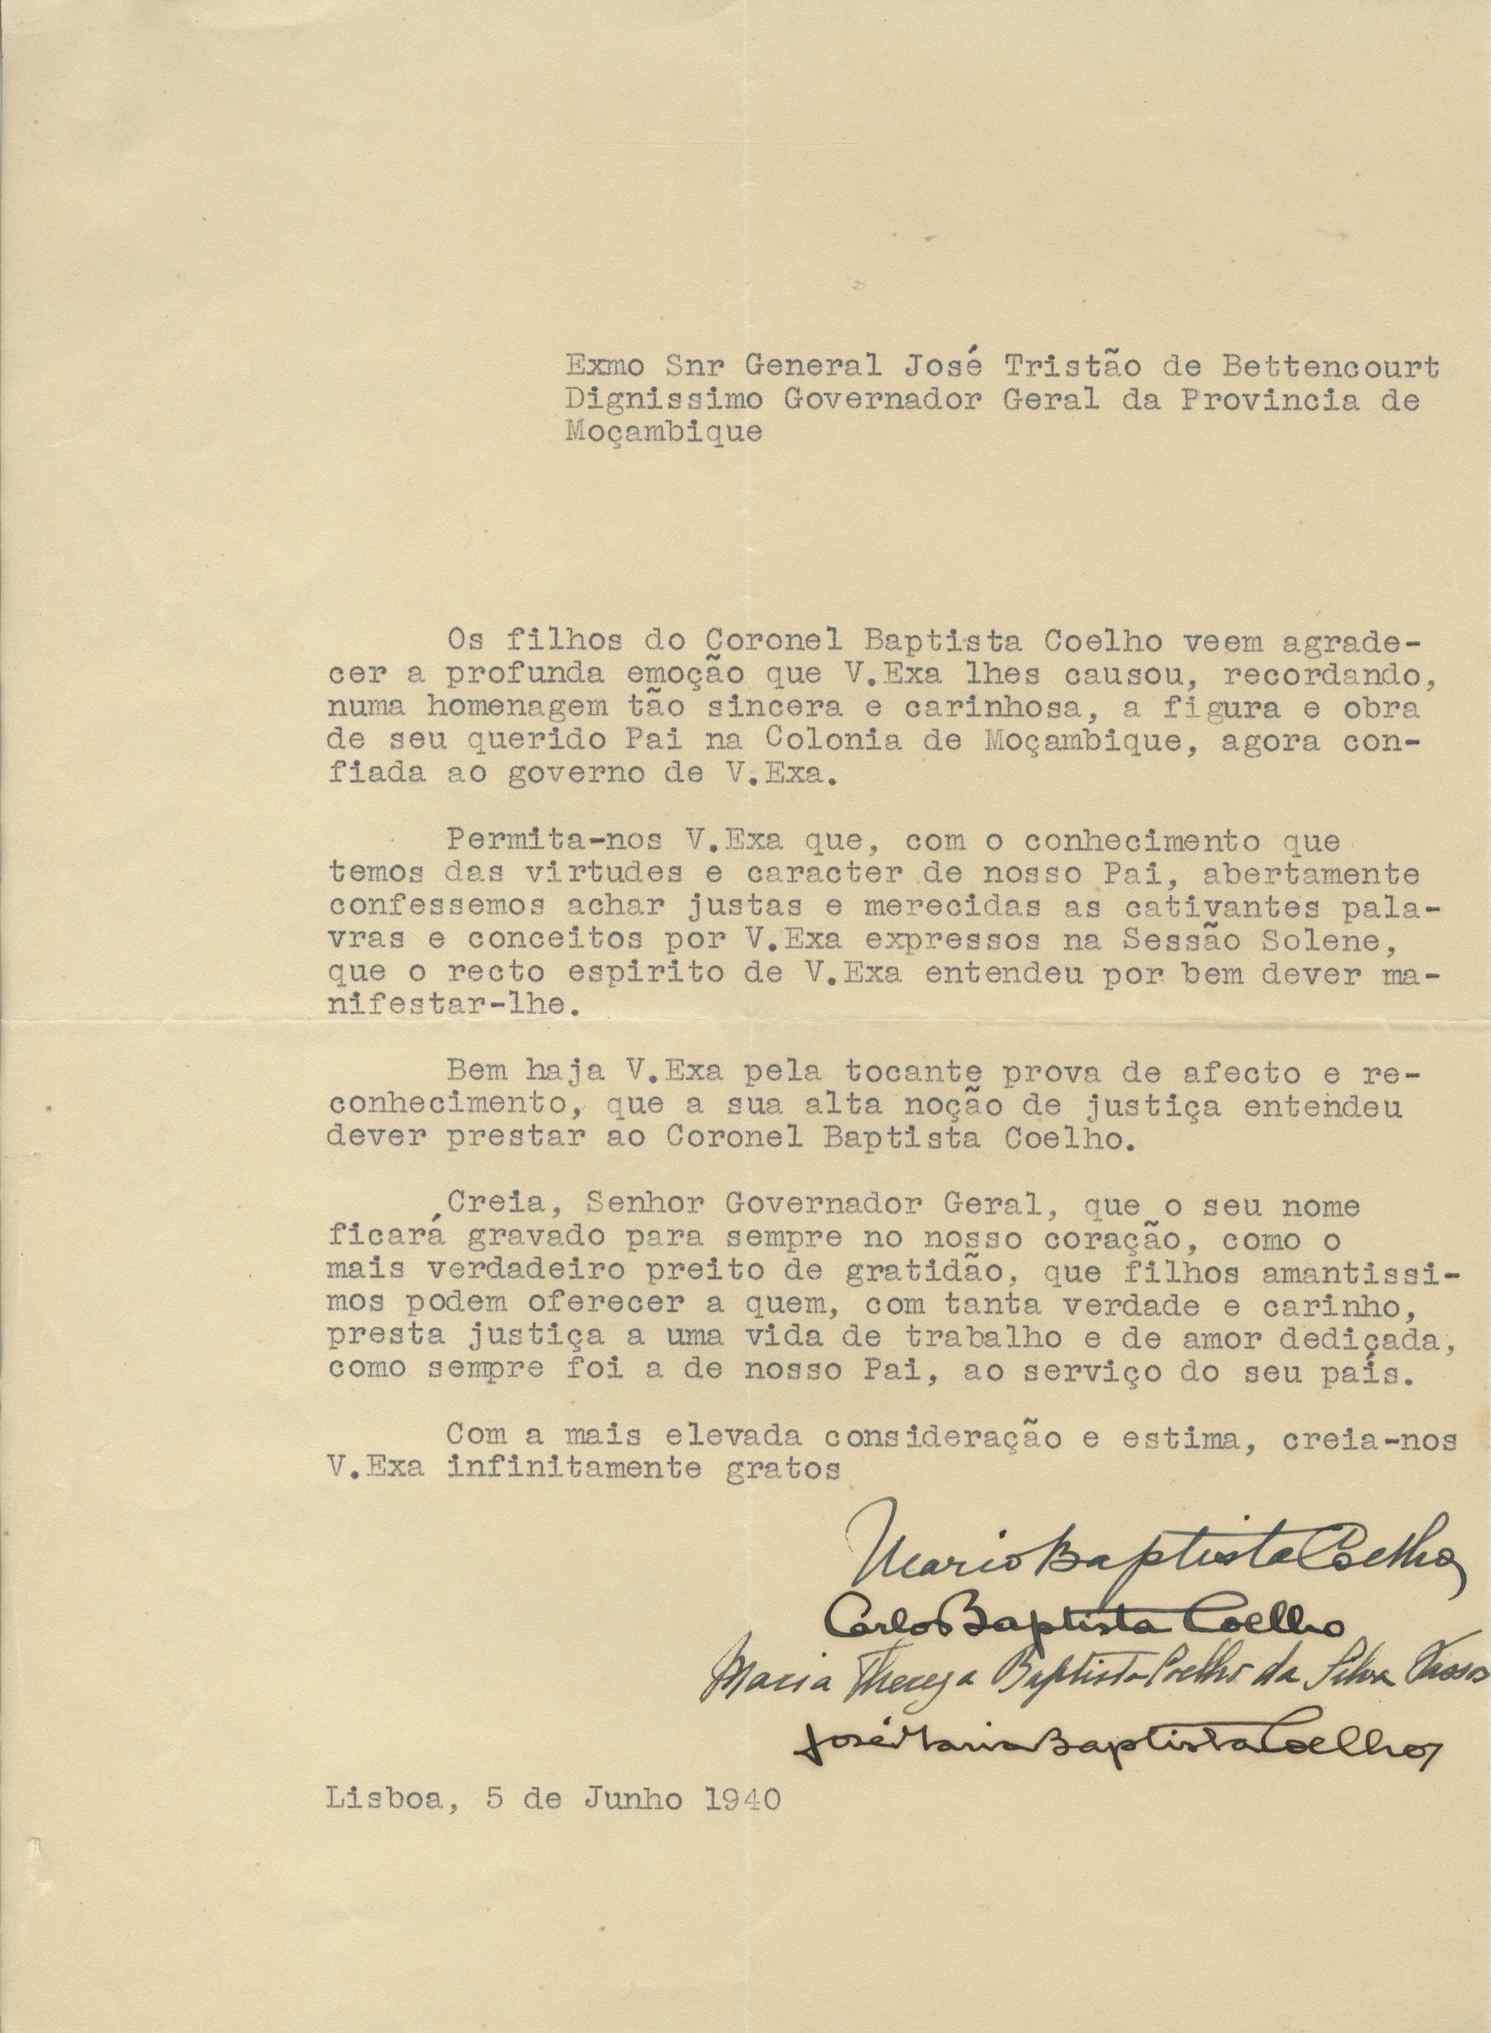 Exmo Snr General José Tristão de Bettencourt
Dignissimo Governador Geral da Provincia de
Moçambique
Os filhos do Coronel Baptista Coelho veem agrade-
cer a profunda emoção que V.Exa lhes causou, recordando,
numa homenagem tão sincera e carinhosa, a figura e obra
de seu querido Pai na Colonia de Moçambique, agora con-
fiada ao governo de V.Exa.
Permita-nos V.Exa que, com o conhecimento que
temos das virtudes e caracter de nosso Pai, abertamente
confessemos achar justas e merecidas as cativantes pala-
vras e conceitos por V.Exa expressos na Sessão Solene,
que o recto espirito de V.Exa entendeu por bem dever ma-
nifestar-lhe.
Bem haja V.Exa pela tocante prova de afecto e re-
conhecimento, que a sua alta noção de justiça entendeu
dever prestar ao Coronel Baptista Coelho.
Creia, Senhor Governador Geral, que o seu nome
ficará gravado para sempre no nosso coração, como o
mais verdadeiro preito de gratidão, que filhos amantissi-
mos podem oferecer a quem, com tanta verdade e carinho,
presta justiça a uma vida de trabalho e de amor dediçada,
como sempre foi a de nosso Pai, ao serviço do seu país.
Com a mais elevada consideração e estima, creia-nos
V.Exa infinitamente gratos
Mario Baptista Coelho
Carlos Baptista Coelho
Maria Thereza Baptista Coelho da Silva
José Maria Baptista Coelho
Lisboa, 5 de Junho 1940